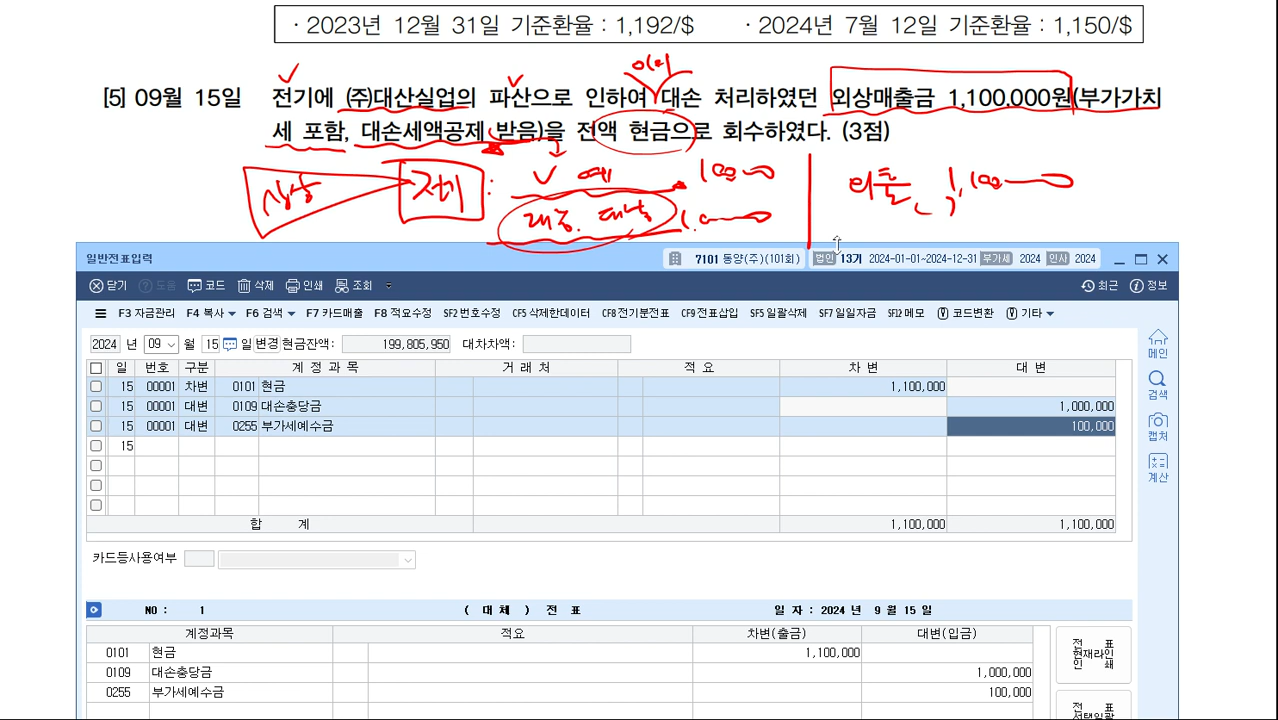 · 2023년 12월 31일 기준환율 : 1,192/$ · 2024년 7월 12일 기준환율 : 1,150/$
이미
[5] 09월 15일 전기에 ㈜대산실업의 파산으로 인하여 대손 처리하였던 외상매출금 1,100,000원(부가가치
세 포함, 대손세액공제 받음)을 전액 현금으로 회수하였다. (3점)
전기 :
일반전표입력 7101 동양(주)(101회) 법인 13기 2024-01-01~2024-12-31 부가세 2024 인사 2024
닫기 도움 코드 삭제 인쇄 조회 최근 정보
F3 자금관리 F4 복사 F6 검색 F7 카드매출 F8 적요수정 SF2 번호수정 CF5 삭제한데이터 CF8 전기분전표 CF9 전표삽입 SF5 일괄삭제 SF7 일일자금 SF12 메모 코드변환 기타
2024 년 09 월 15 일 변경 현금잔액: 199,805,950 대차차액:
메인
일 번호 구분 계 정 과 목 거 래 처 적 요 차 변 대 변
15 00001 차변 0101 현금 1,100,000
검색
15 00001 대변 0109 대손충당금 1,000,000
15 00001 대변 0255 부가세예수금 100,000
캡처
15
계산
합 계 1,100,000 1,100,000
카드등사용여부
NO : 1 ( 대 체 ) 전 표 일 자 : 2024 년 9 월 15 일
계정과목 적요 차변(출금) 대변(입금)
0101 현금 1,100,000
0109 대손충당금 1,000,000
0255 부가세예수금 100,000
전 표
현재라인
인 쇄
전 표
선택일괄